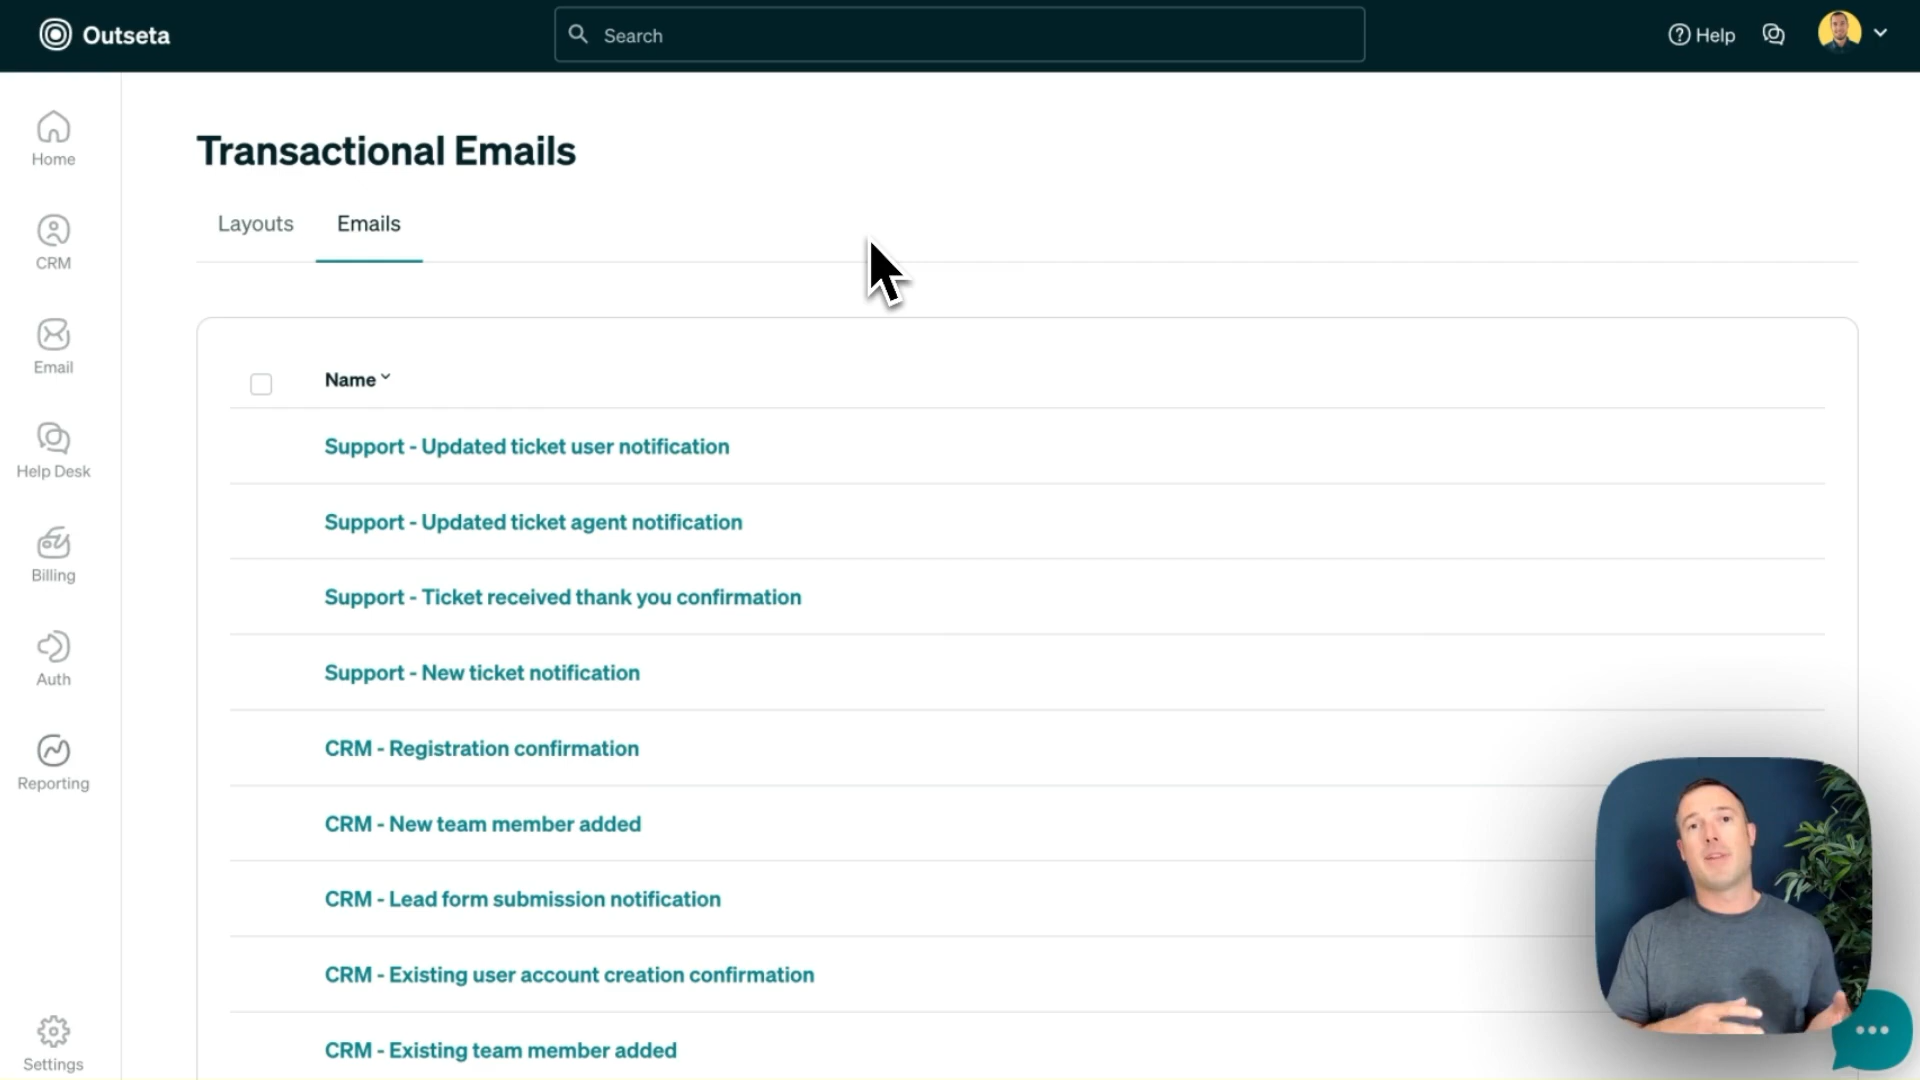 Outseta
Search
Help
Home
CRM
Email
Help Desk
Billing
Auth
Reporting
Settings
Transactional Emails
Layouts
Emails
Name
Support - Updated ticket user notification
Support - Updated ticket agent notification
Support - Ticket received thank you confirmation
Support - New ticket notification
CRM - Registration confirmation
CRM - New team member added
CRM - Lead form submission notification
CRM - Existing user account creation confirmation
CRM - Existing team member added